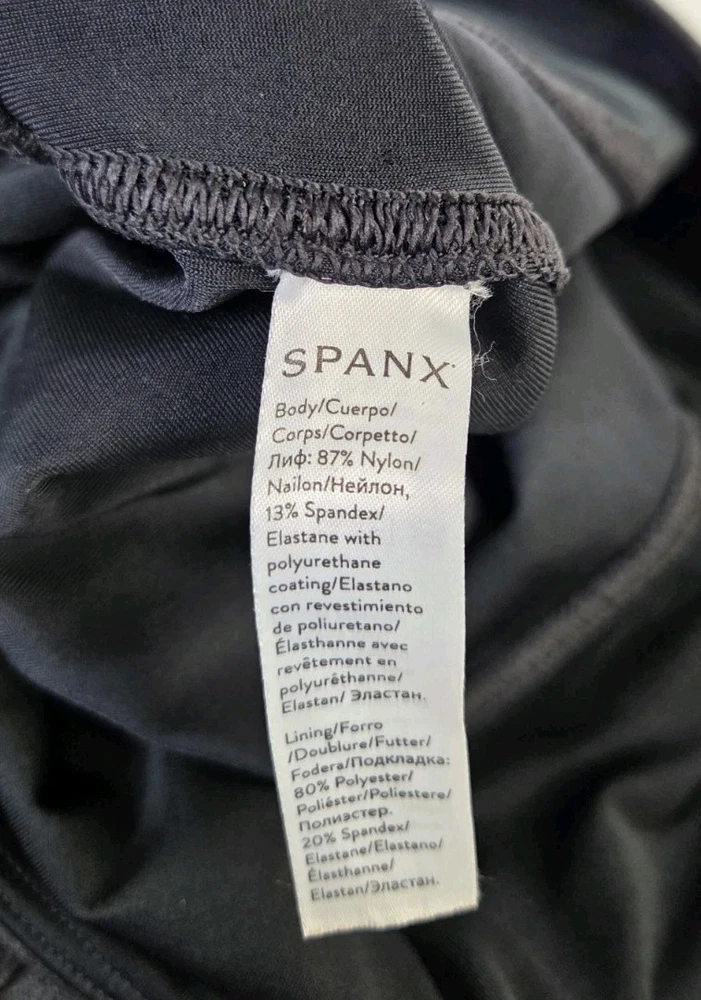 SPANX
Body/Cuerpo/
Corps/Corpetto/
Лиф: 87% Nylon/
Nailon/Нейлон,
13% Spandex/
Elastane with
polyurethane
coating/Elastano
con revestimiento
de poliuretano/
Élasthanne avec
revêtement en
polyuréthanne/
Elastan/ Эластан.
Lining/Forro
/Doublure/Futter/
Fodera/Подкладка:
80% Polyester/
Poliéster/Poliestere/
Полиэстер.
20% Spandex/
Elastane/Elastano/
Élasthanne/
Elastan/Эластан.